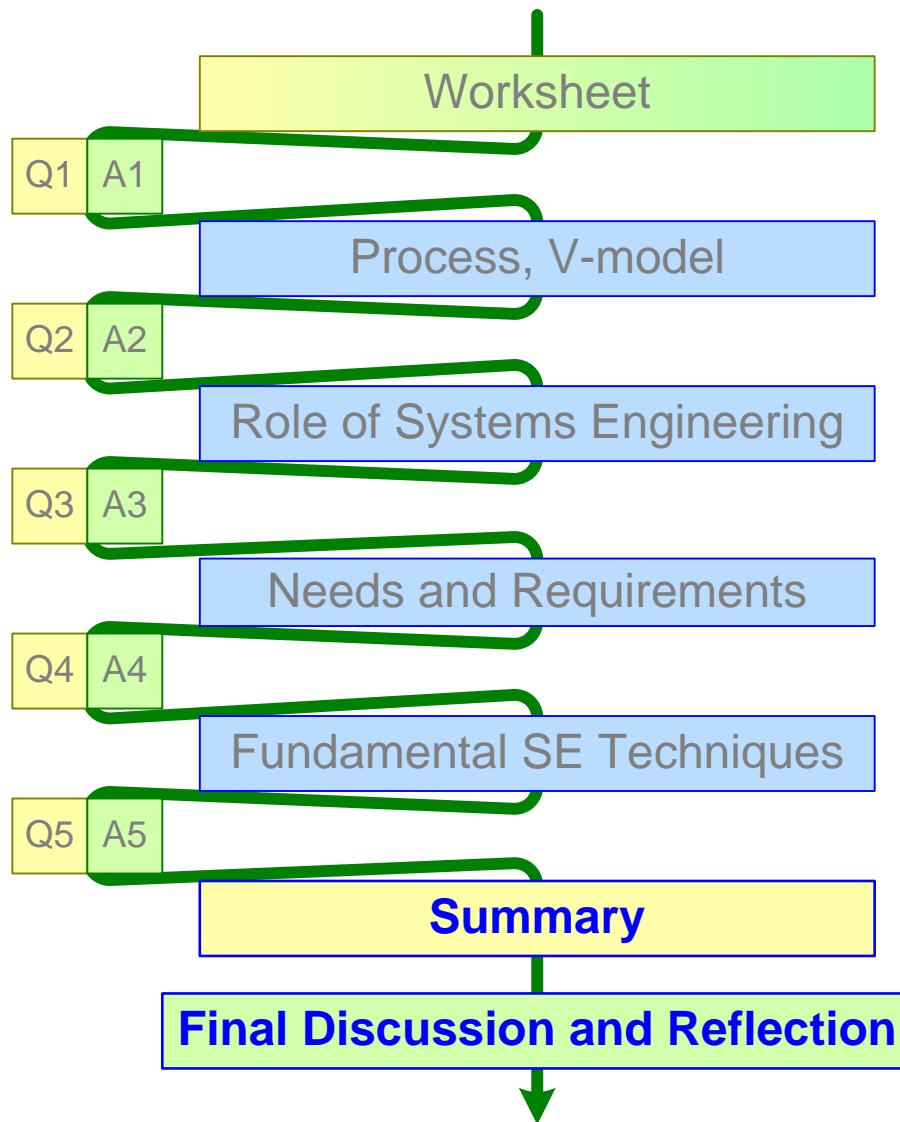 Worksheet
Q1 A1
Process, V-model
Q2 A2
Role of Systems Engineering
Q3 A3
Needs and Requirements
Q4 A4
Fundamental SE Techniques
Q5 A5
Summary
Final Discussion and Reflection